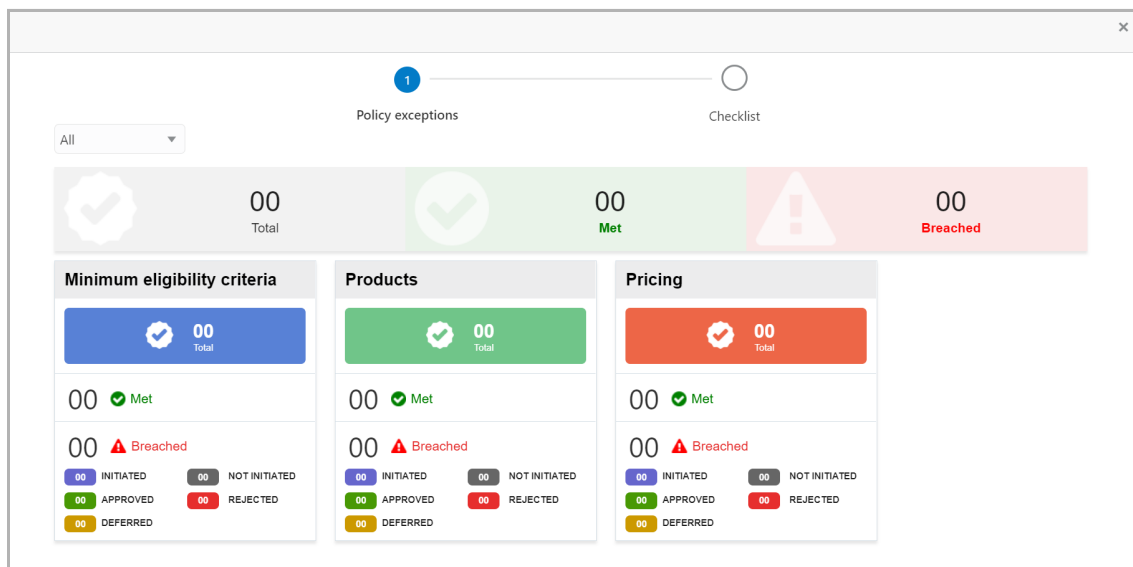 ×
1
Policy exceptions
Checklist
All
00
Total
00
Met
00
Breached
Minimum eligibility criteria
00
Total
00 Met
00 Breached
00 INITIATED 00 NOT INITIATED
00 APPROVED 00 REJECTED
00 DEFERRED
Products
00
Total
00 Met
00 Breached
00 INITIATED 00 NOT INITIATED
00 APPROVED 00 REJECTED
00 DEFERRED
Pricing
00
Total
00 Met
00 Breached
00 INITIATED 00 NOT INITIATED
00 APPROVED 00 REJECTED
00 DEFERRED